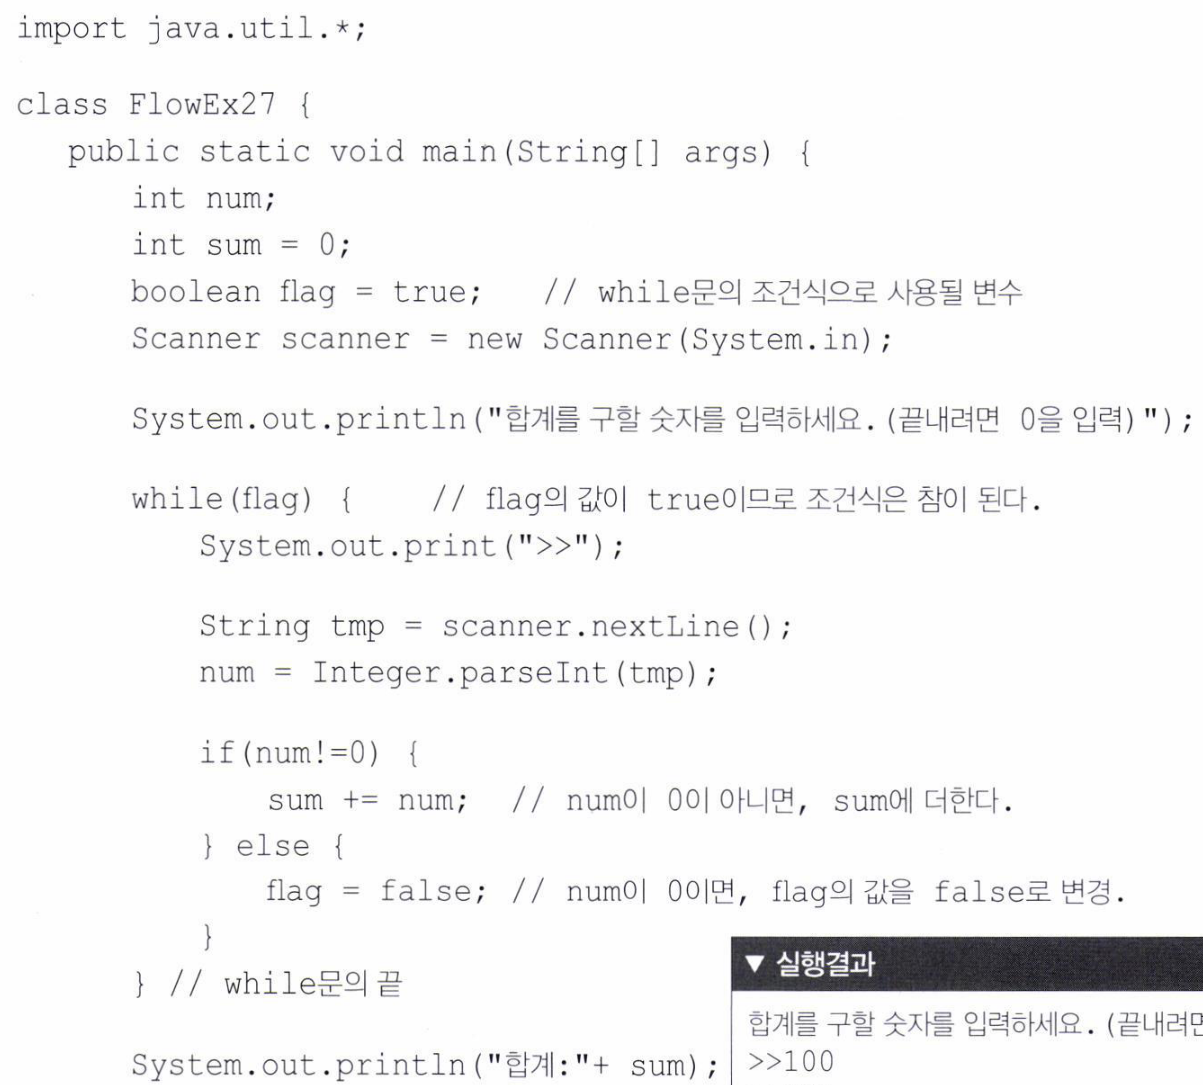 import java.util.*;
class FlowEx27 {
public static void main(String[] args) {
int num;
int sum = 0;
boolean flag = true; // while문의 조건식으로 사용될 변수
Scanner scanner = new Scanner(System.in);
System.out.println("합계를 구할 숫자를 입력하세요.(끝내려면 0을 입력)");
while(flag) { // flag의 값이 true이므로 조건식은 참이 된다.
System.out.print(">>");
String tmp = scanner.nextLine();
num = Integer.parseInt(tmp);
if(num!=0) {
sum += num; // num이 0이 아니면, sum에 더한다.
} else {
flag = false; // num이 0이면, flag의 값을 false로 변경.
}
} // while문의 끝
System.out.println("합계:"+ sum);
▼ 실행결과
합계를 구할 숫자를 입력하세요.(끝내려면
>>100